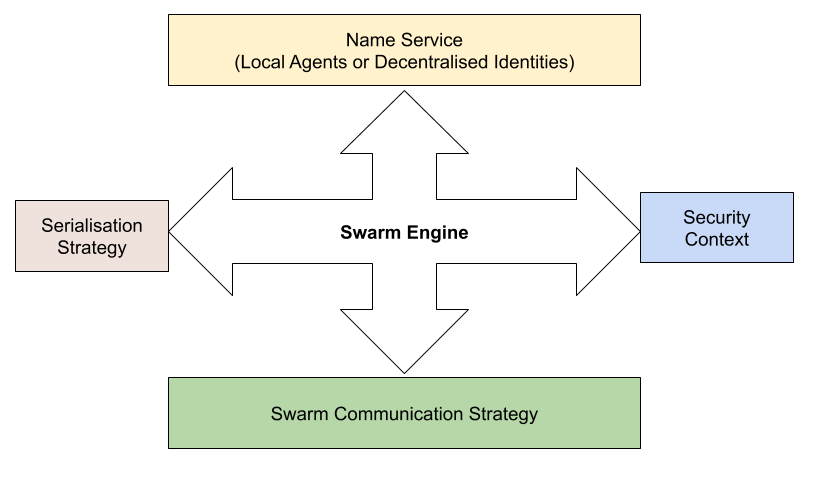 Name Service
(Local Agents or Decentralised Identities)
Serialisation
Strategy
Swarm Engine
Security
Context
Swarm Communication Strategy